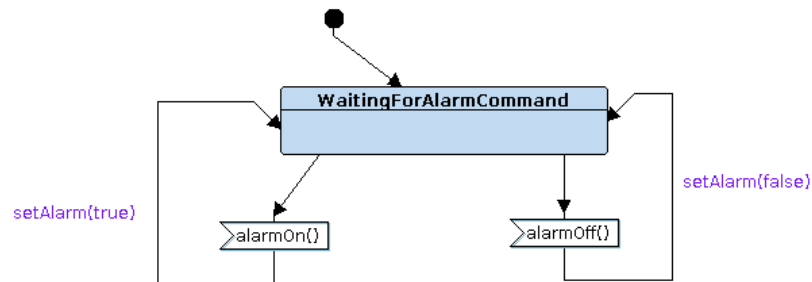 WaitingForAlarmCommand
setAlarm(true)
setAlarm(false)
alarmOn()
alarmOff()